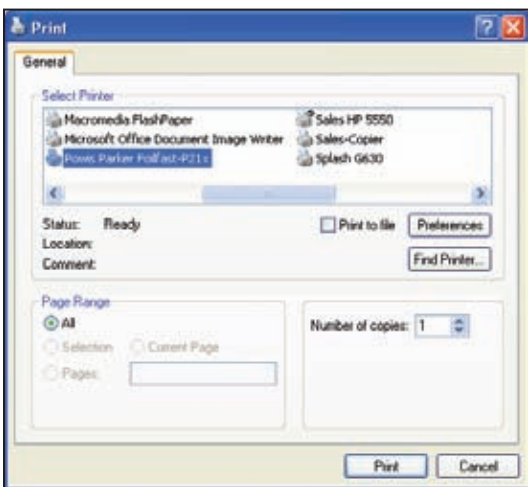 Print
General
Select Printer
Macromedia FlashPaper
Sales HP 5550
Microsoft Office Document Image Writer
Sales-Copier
Powis Parker
Splash G630
Status: Ready
Print to file
Preferences
Location:
Comment:
Find Printer...
Page Range
All
Number of copies: 1
Selection
Current Page
Pages:
Print
Cancel